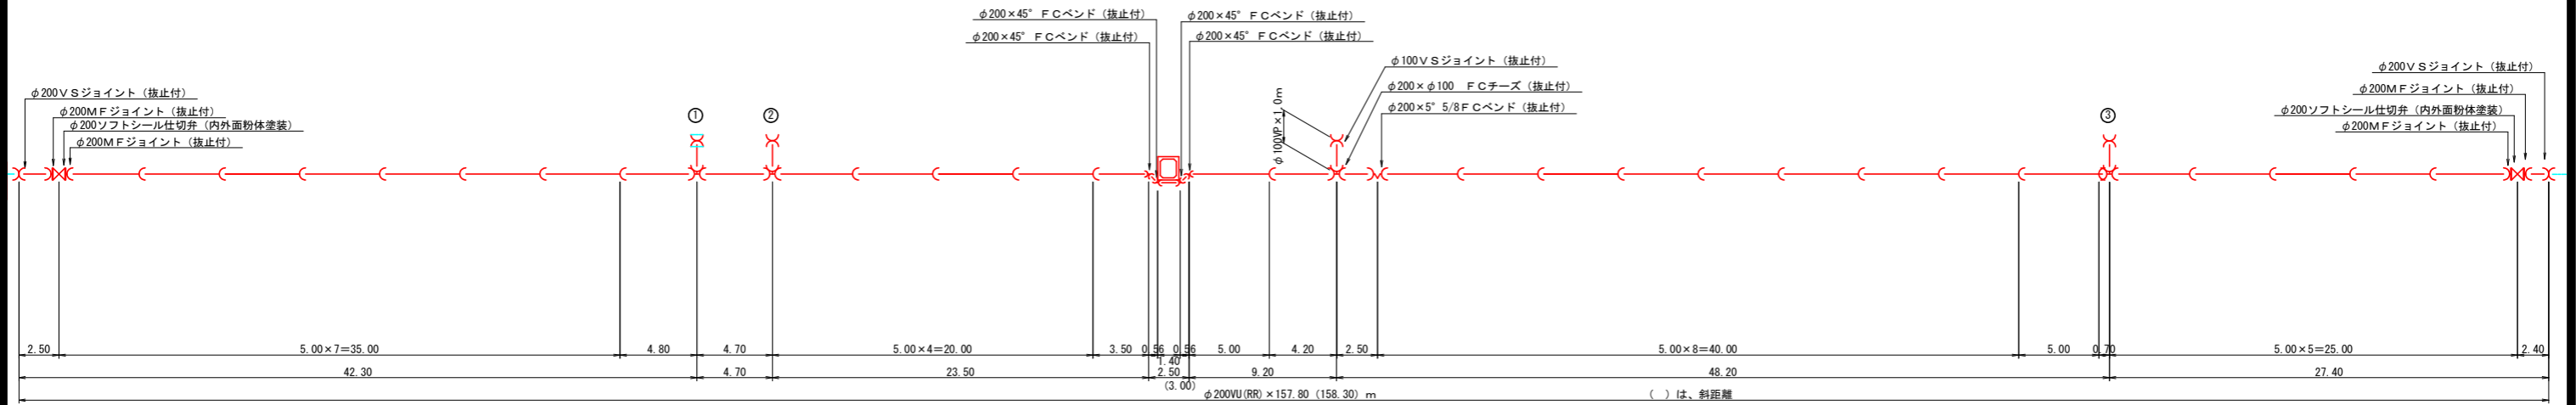 φ200×45° FCベンド（抜止付）
φ200×45° FCベンド（抜止付）
φ200×45° FCベンド（抜止付）
φ200×45° FCベンド（抜止付）
φ100VSジョイント（抜止付）
φ200×φ100 FCチーズ（抜止付）
φ200×5°5/8FCベンド（抜止付）
φ100VP×1.0m
φ200VSジョイント（抜止付）
φ200MFジョイント（抜止付）
φ200ソフトシール仕切弁（内外面粉体塗装）
φ200MFジョイント（抜止付）
φ200VSジョイント（抜止付）
φ200MFジョイント（抜止付）
φ200ソフトシール仕切弁（内外面粉体塗装）
φ200MFジョイント（抜止付）
①
②
③
2.50
5.00×7＝35.00
4.80
4.70
5.00×4＝20.00
3.50
0.56
1.40
0.56
5.00
4.20
2.50
5.00×8＝40.00
5.00
0.70
5.00×5＝25.00
2.40
42.30
4.70
23.50
2.50
(3.00)
9.20
48.20
27.40
φ200VU(RR)×157.80 (158.30) m
（ ）は、斜距離